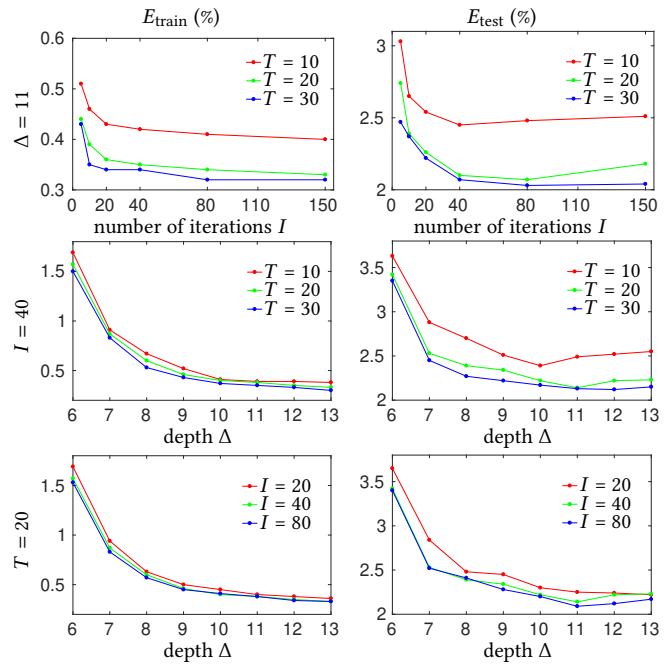 E_train (%) E_test (%)
Δ = 11
0.6
0.5
0.4
0.3
0 20 40 80 110 150
T = 10
T = 20
T = 30
number of iterations I
3
2.5
2
0 20 40 80 110 150
T = 10
T = 20
T = 30
number of iterations I
I = 40
1.5
1
0.5
6 7 8 9 10 11 12 13
T = 10
T = 20
T = 30
depth Δ
3.5
3
2.5
2
6 7 8 9 10 11 12 13
T = 10
T = 20
T = 30
depth Δ
T = 20
1.5
1
0.5
6 7 8 9 10 11 12 13
I = 20
I = 40
I = 80
depth Δ
3.5
3
2.5
2
6 7 8 9 10 11 12 13
I = 20
I = 40
I = 80
depth Δ